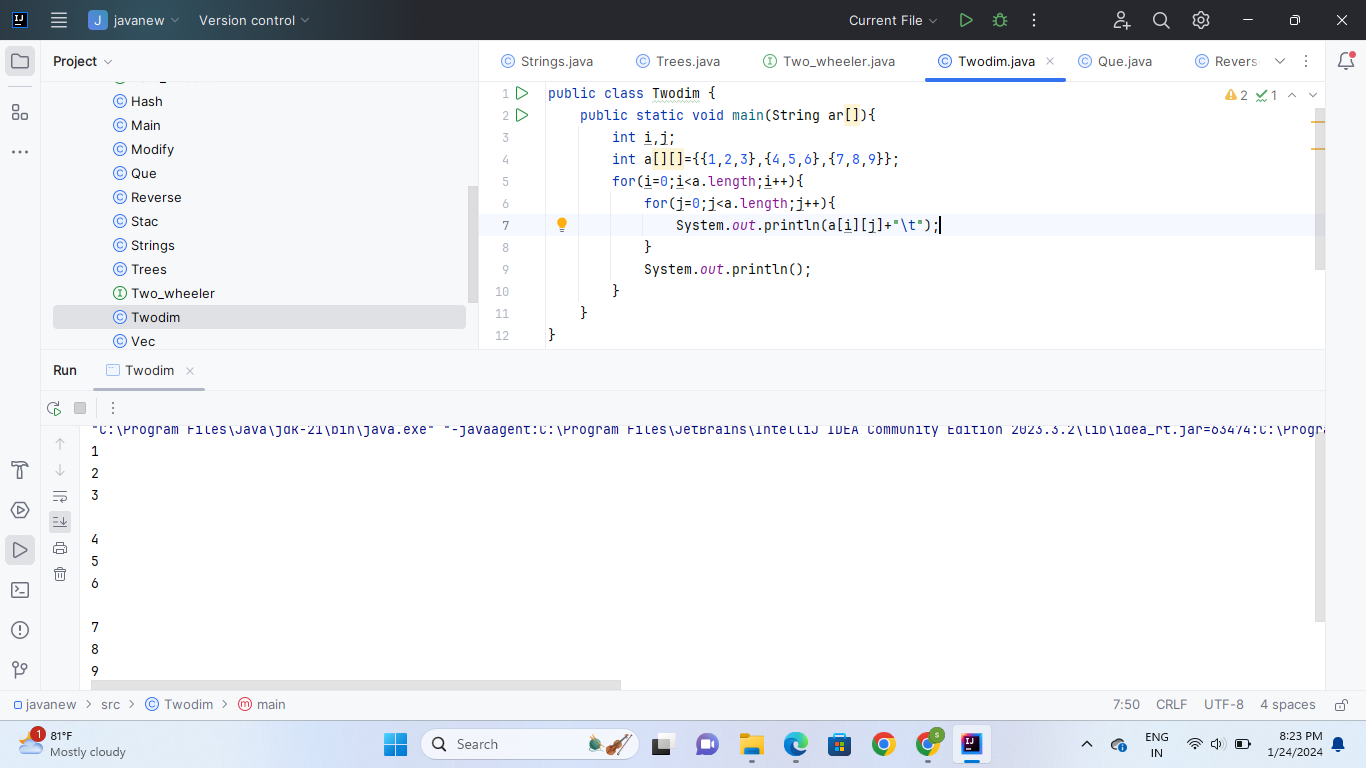 J javanew Version control Current File
Project
Strings.java Trees.java Two_wheeler.java Twodim.java Que.java Revers
Hash
Main
Modify
Que
Reverse
Stac
Strings
Trees
Two_wheeler
Twodim
Vec
2 1
1 public class Twodim {
2 public static void main(String ar[]){
3 int i,j;
4 int a[][]={{1,2,3},{4,5,6},{7,8,9}};
5 for(i=0;i<a.length;i++){
6 for(j=0;j<a.length;j++){
7 System.out.println(a[i][j]+"\t");
8 }
9 System.out.println();
10 }
11 }
12 }
Run Twodim
"C:\Program Files\Java\jdk-21\bin\java.exe" "-javaagent:C:\Program Files\JetBrains\IntelliJ IDEA Community Edition 2023.3.2\lib\idea_rt.jar=63474:C:\Progra
1
2
3
4
5
6
7
8
9
javanew > src > Twodim > main 7:50 CRLF UTF-8 4 spaces
1 81°F
Mostly cloudy
Search
ENG
IN
8:23 PM
1/24/2024